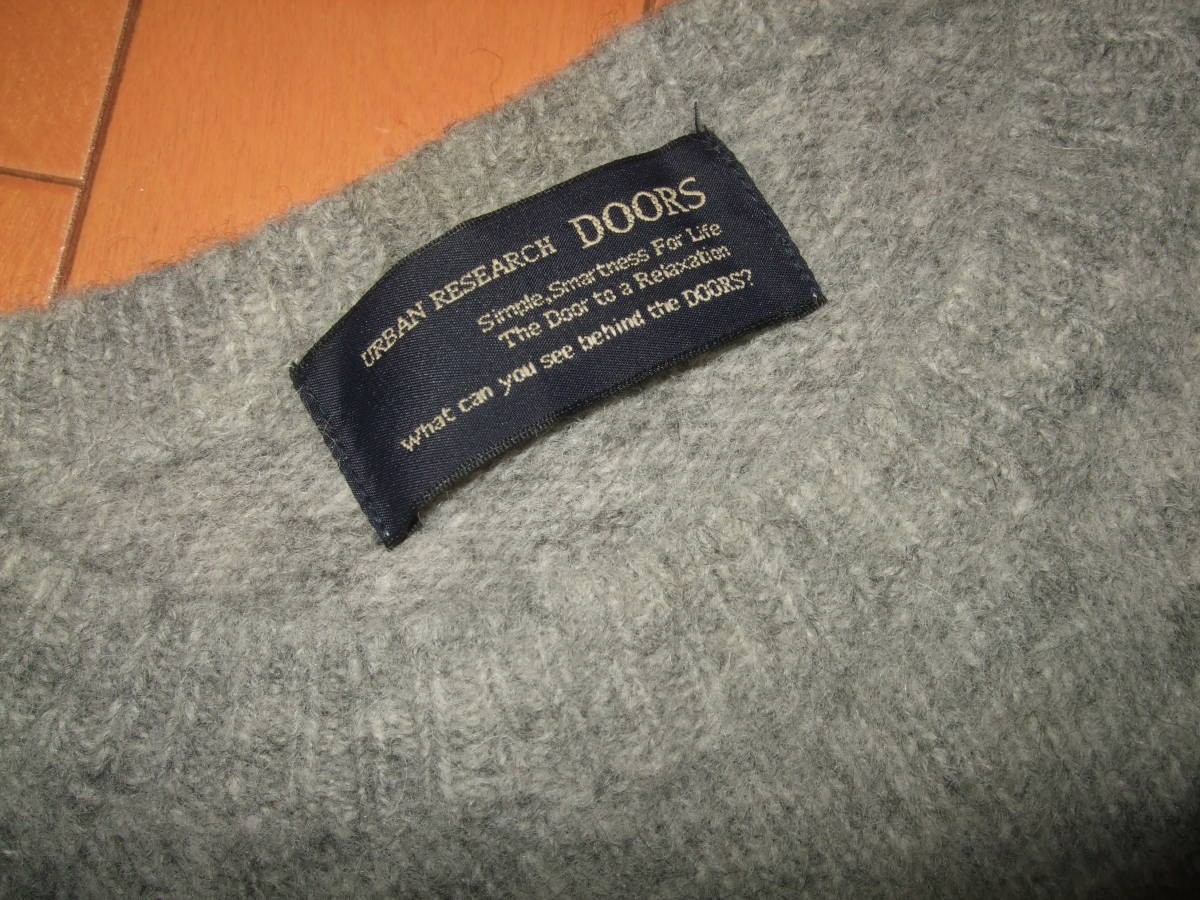 URBAN RESEARCH DOORS
Simple,Smartness For Life
The Door to a Relaxation
what can you see behind the DOORS?